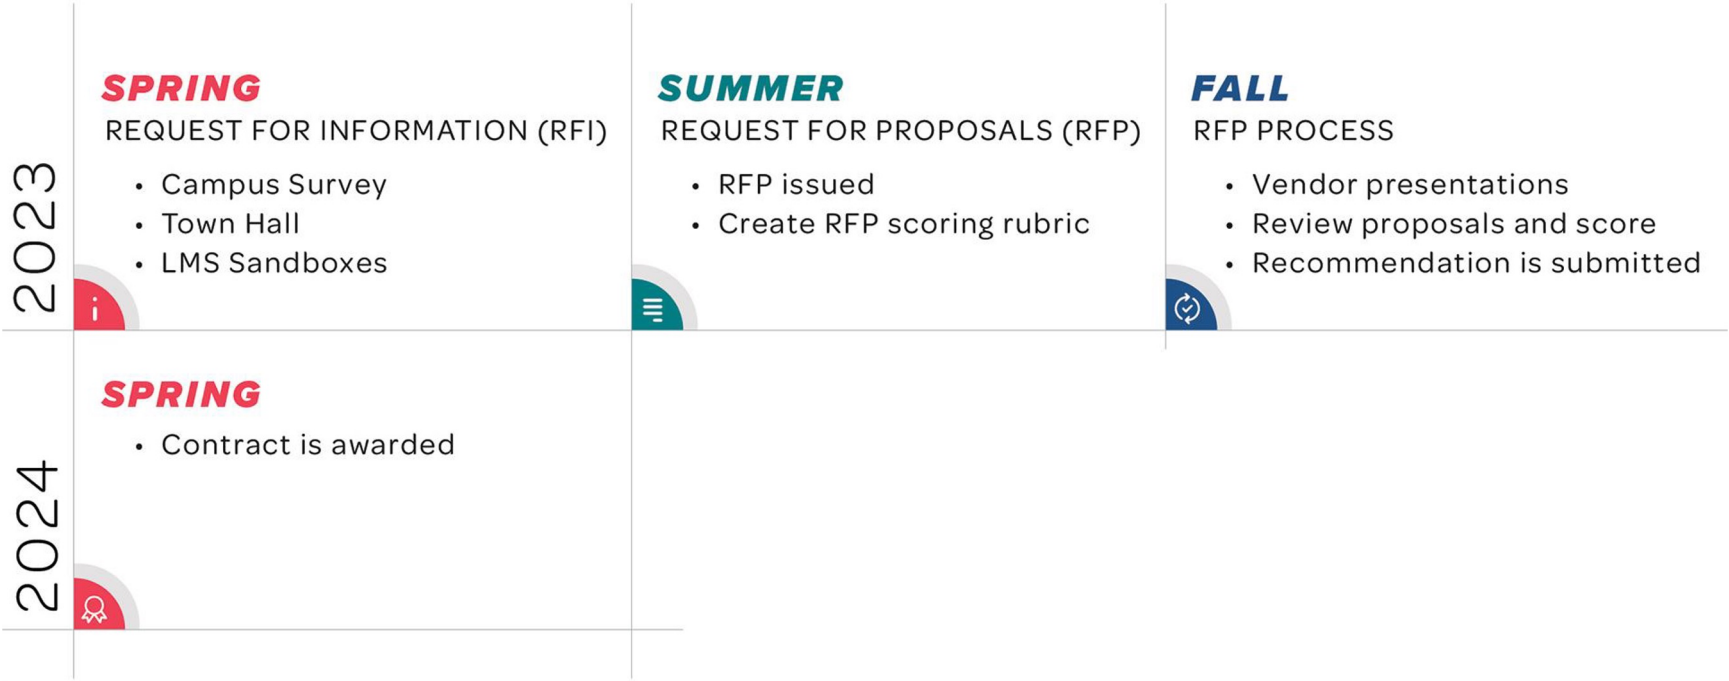 2023
SPRING
REQUEST FOR INFORMATION (RFI)
• Campus Survey
• Town Hall
• LMS Sandboxes
SUMMER
REQUEST FOR PROPOSALS (RFP)
• RFP issued
• Create RFP scoring rubric
FALL
RFP PROCESS
• Vendor presentations
• Review proposals and score
• Recommendation is submitted
2024
SPRING
• Contract is awarded